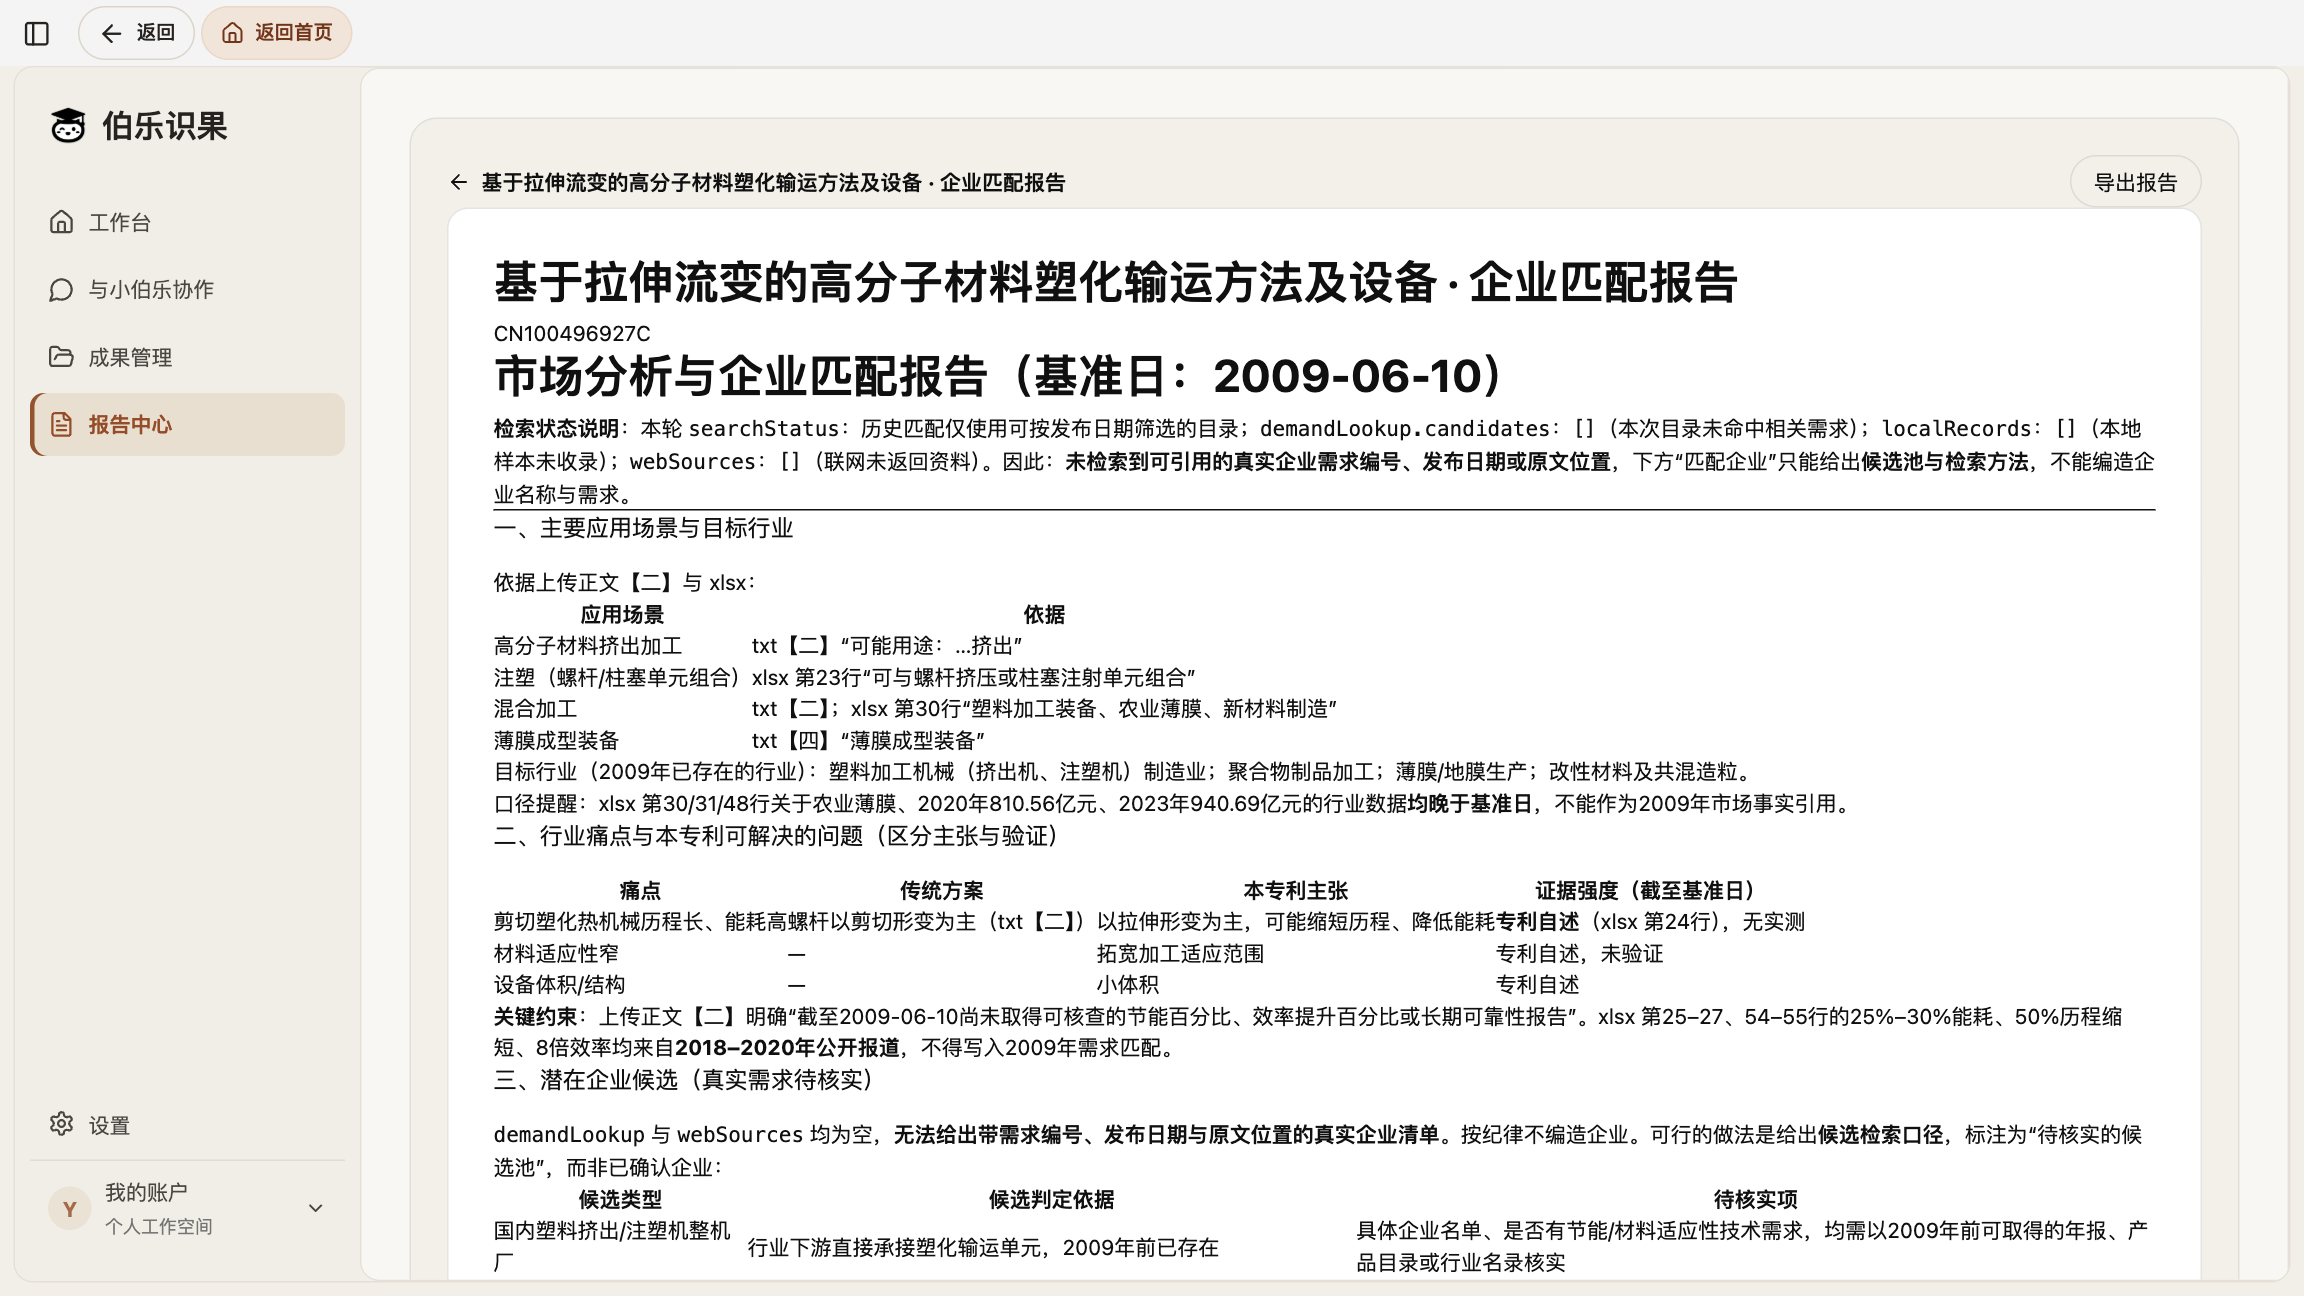 返回
返回首页
伯乐识果
工作台
与小伯乐协作
成果管理
报告中心
设置
Y
我的账户
个人工作空间
基于拉伸流变的高分子材料塑化输运方法及设备 · 企业匹配报告
导出报告
基于拉伸流变的高分子材料塑化输运方法及设备 · 企业匹配报告
CN100496927C
市场分析与企业匹配报告（基准日：2009-06-10）
检索状态说明：本轮 searchStatus：历史匹配仅使用可按发布日期筛选的目录；demandLookup.candidates：[]（本次目录未命中相关需求）；localRecords：[]（本地
样本未收录）；webSources：[]（联网未返回资料）。因此：未检索到可引用的真实企业需求编号、发布日期或原文位置，下方“匹配企业”只能给出候选池与检索方法，不能编造企
业名称与需求。
一、主要应用场景与目标行业
依据上传正文【二】与 xlsx：
应用场景 依据
高分子材料挤出加工 txt【二】“可能用途：...挤出”
注塑（螺杆/柱塞单元组合） xlsx 第23行“可与螺杆挤压或柱塞注射单元组合”
混合加工 txt【二】；xlsx 第30行“塑料加工装备、农业薄膜、新材料制造”
薄膜成型装备 txt【四】“薄膜成型装备”
目标行业（2009年已存在的行业）：塑料加工机械（挤出机、注塑机）制造业；聚合物制品加工；薄膜/地膜生产；改性材料及共混造粒。
口径提醒：xlsx 第30/31/48行关于农业薄膜、2020年810.56亿元、2023年940.69亿元的行业数据均晚于基准日，不能作为2009年市场事实引用。
二、行业痛点与本专利可解决的问题（区分主张与验证）
痛点 传统方案 本专利主张 证据强度（截至基准日）
剪切塑化热机械历程长、能耗高 螺杆以剪切形变为主（txt【二】） 以拉伸形变为主，可能缩短历程、降低能耗 专利自述（xlsx 第24行），无实测
材料适应性窄 — 拓宽加工适应范围 专利自述，未验证
设备体积/结构 — 小体积 专利自述
关键约束：上传正文【二】明确“截至2009-06-10尚未取得可核查的节能百分比、效率提升百分比或长期可靠性报告”。xlsx 第25–27、54–55行的25%–30%能耗、50%历程缩
短、8倍效率均来自2018–2020年公开报道，不得写入2009年需求匹配。
三、潜在企业候选（真实需求待核实）
demandLookup 与 webSources 均为空，无法给出带需求编号、发布日期与原文位置的真实企业清单。按纪律不编造企业。可行的做法是给出候选检索口径，标注为“待核实的候
选池”，而非已确认企业：
候选类型 候选判定依据 待核实项
国内塑料挤出/注塑机整机
厂 行业下游直接承接塑化输运单元，2009年前已存在 具体企业名单、是否有节能/材料适应性技术需求，均需以2009年前可取得的年报、产
品目录或行业名录核实